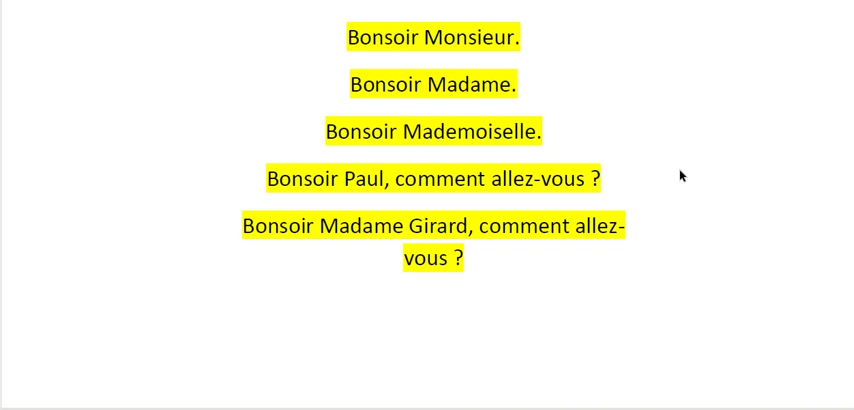 Bonsoir Monsieur.
Bonsoir Madame.
Bonsoir Mademoiselle.
Bonsoir Paul, comment allez-vous ?
Bonsoir Madame Girard, comment allez-
vous ?